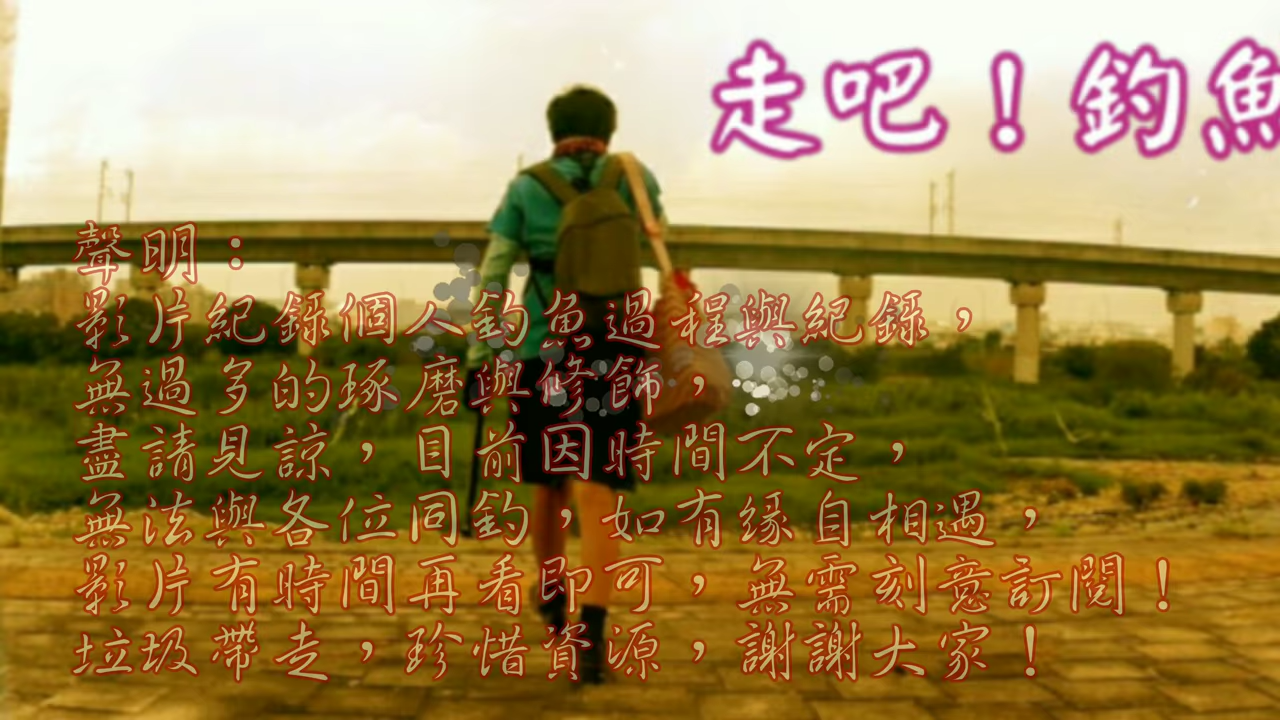 走吧！釣魚
聲明：
影片紀錄個人釣魚過程與紀錄，
無過多的琢磨與修飾，
盡請見諒，目前因時間不定，
無法與各位同釣，如有緣自相遇，
影片有時間再看即可，無需刻意訂閱！
垃圾帶走，珍惜資源，謝謝大家！